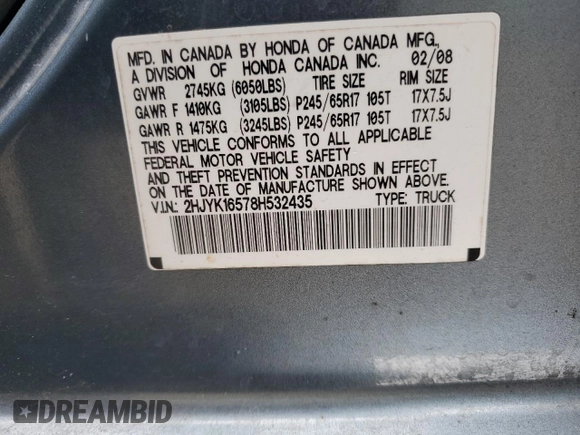 MFD. IN CANADA BY HONDA OF CANADA MFG.,
A DIVISION OF HONDA CANADA INC. 02/08
GVWR 2745KG (6050LBS) TIRE SIZE RIM SIZE
GAWR F 1410KG (3105LBS) P245/65R17 105T 17X7.5J
GAWR R 1475KG (3245LBS) P245/65R17 105T 17X7.5J
THIS VEHICLE CONFORMS TO ALL APPLICABLE
FEDERAL MOTOR VEHICLE SAFETY
AND THEFT PREVENTION STANDARDS IN EFFECT
ON THE DATE OF MANUFACTURE SHOWN ABOVE.
V.I.N.: 2HJYK16578H532435 TYPE: TRUCK
DREAMBID